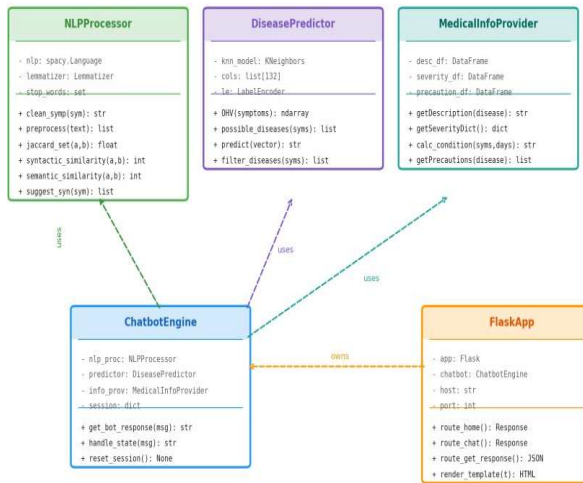 NLPProcessor
- nlp: spacy.Language
- lemmatizer: Lemmatizer
- stop_words: set
+ clean_symp(sym): str
+ preprocess(text): list
+ jaccard_set(a,b): float
+ syntactic_similarity(a,b): int
+ semantic_similarity(a,b): int
+ suggest_syn(sym): list
DiseasePredictor
- knn_model: KNeighbors
- cols: list[132]
- le: LabelEncoder
+ OHV(symptoms): ndarray
+ possible_diseases(syms): list
+ predict(vector): str
+ filter_diseases(syms): list
MedicalInfoProvider
- desc_df: DataFrame
- severity_df: DataFrame
- precaution_df: DataFrame
+ getDescription(disease): str
+ getSeverityDict(): dict
+ calc_condition(syms,days): str
+ getPrecautions(disease): list
uses
uses
uses
ChatbotEngine
- nlp_proc: NLPProcessor
- predictor: DiseasePredictor
- info_prov: MedicalInfoProvider
- session: dict
+ get_bot_response(msg): str
+ handle_state(msg): str
+ reset_session(): None
owns
FlaskApp
- app: Flask
- chatbot: ChatbotEngine
- host: str
- port: int
+ route_home(): Response
+ route_chat(): Response
+ route_get_response(): JSON
+ render_template(t): HTML